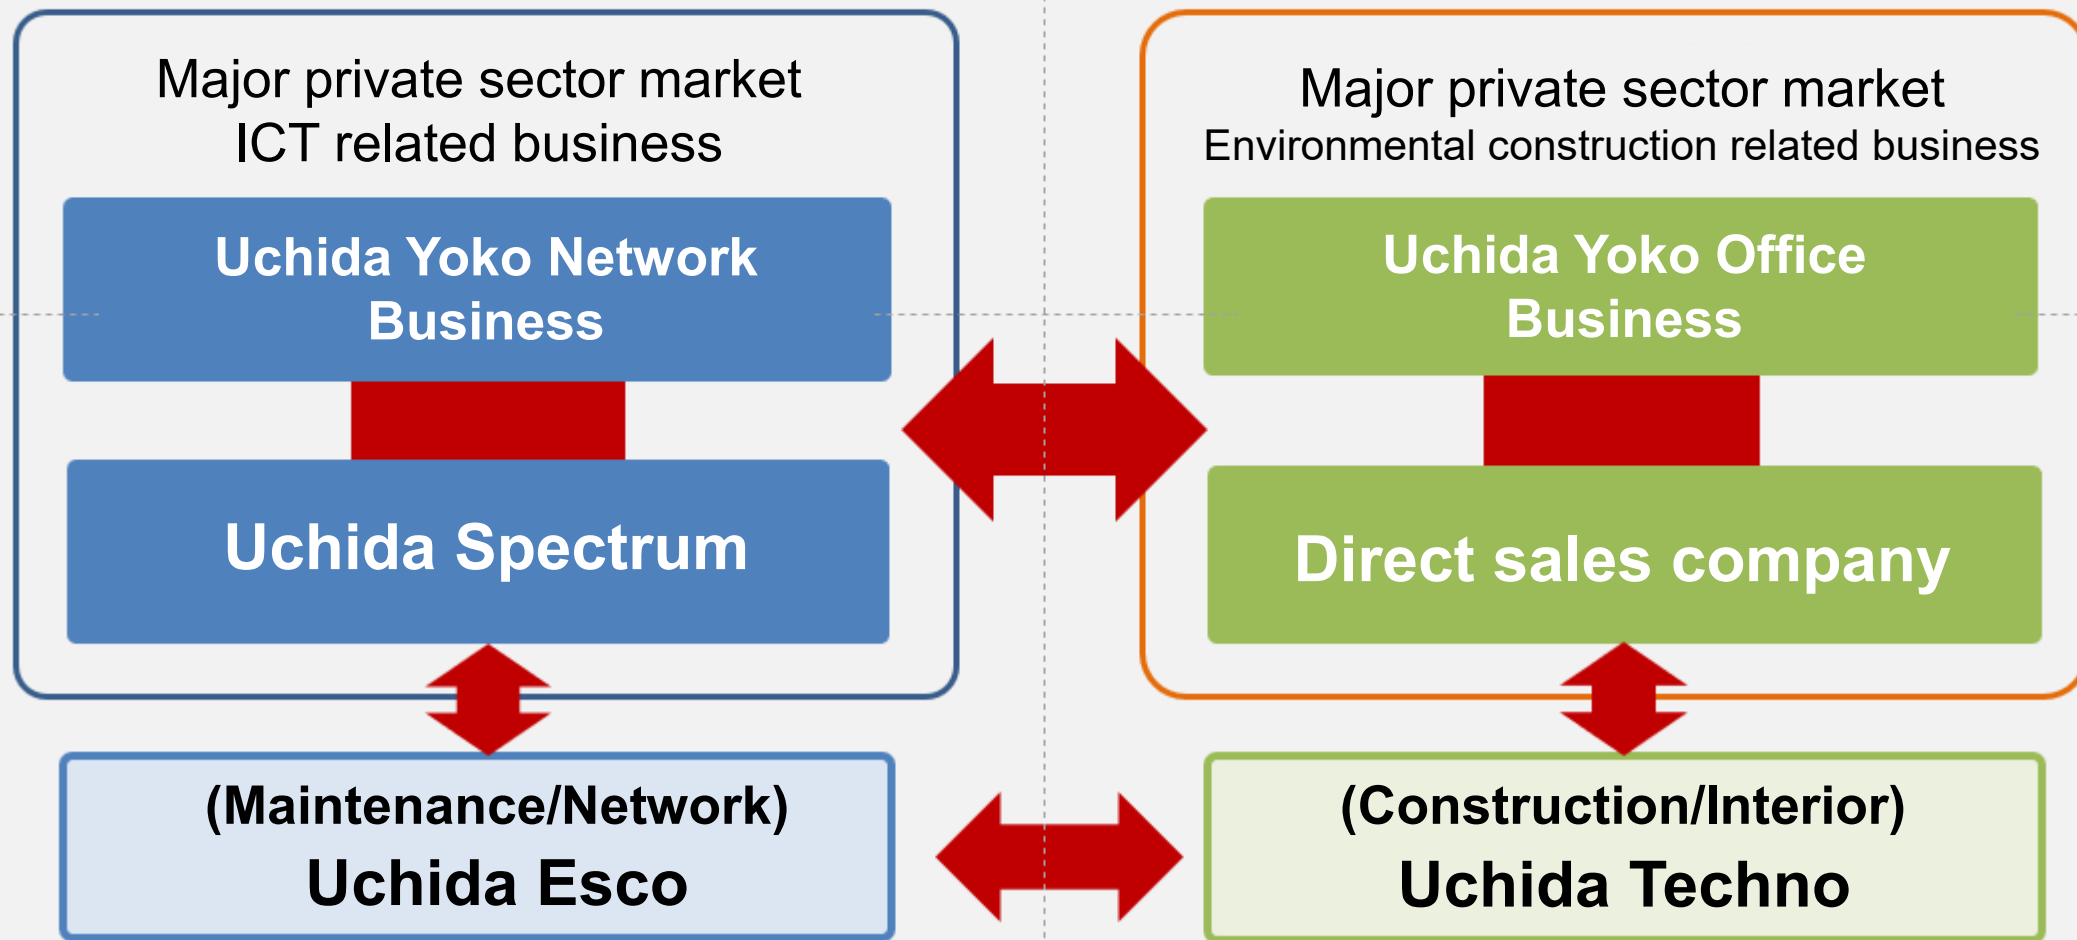 Major private sector market
ICT related business
Uchida Yoko Network
Business
Uchida Spectrum
(Maintenance/Network)
Uchida Esco
Major private sector market
Environmental construction related business
Uchida Yoko Office
Business
Direct sales company
(Construction/Interior)
Uchida Techno